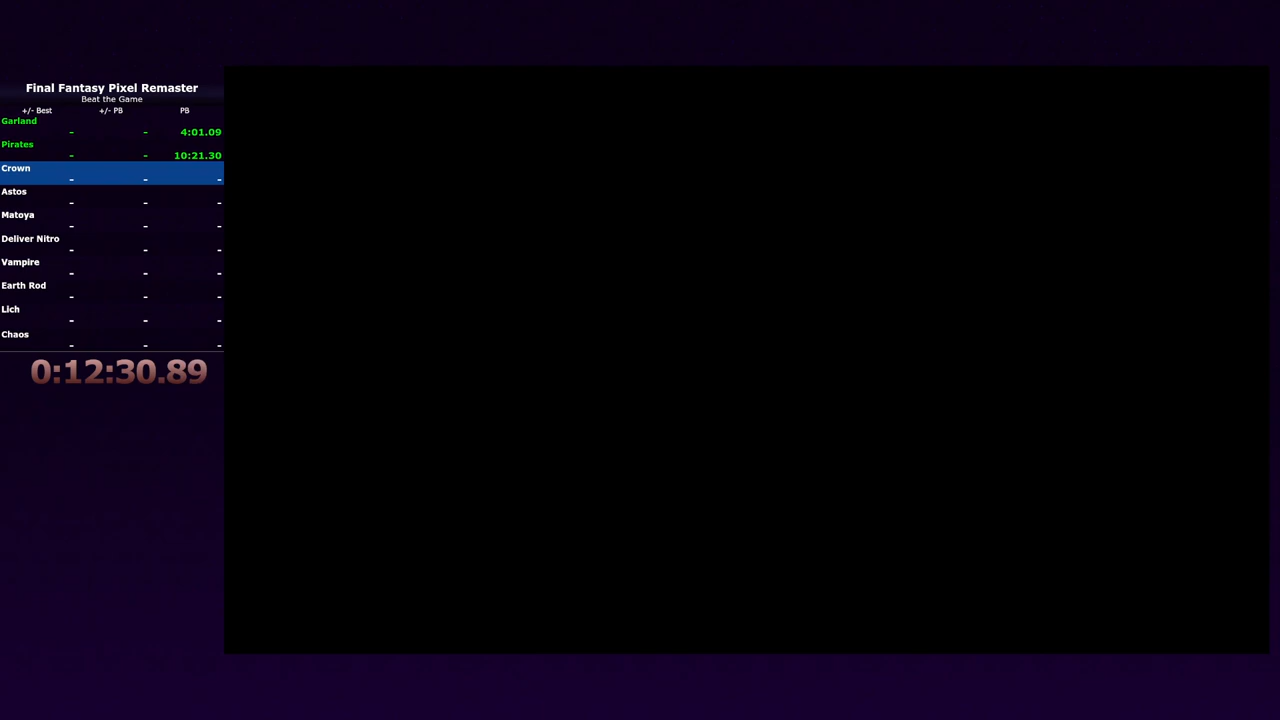 Final Fantasy Pixel Remaster
Beat the Game
+/- Best +/- PB PB
Garland
- - 4:01.09
Pirates
- - 10:21.30
Crown
- - -
Astos
- - -
Matoya
- - -
Deliver Nitro
- - -
Vampire
- - -
Earth Rod
- - -
Lich
- - -
Chaos
- - -
0:12:30.89